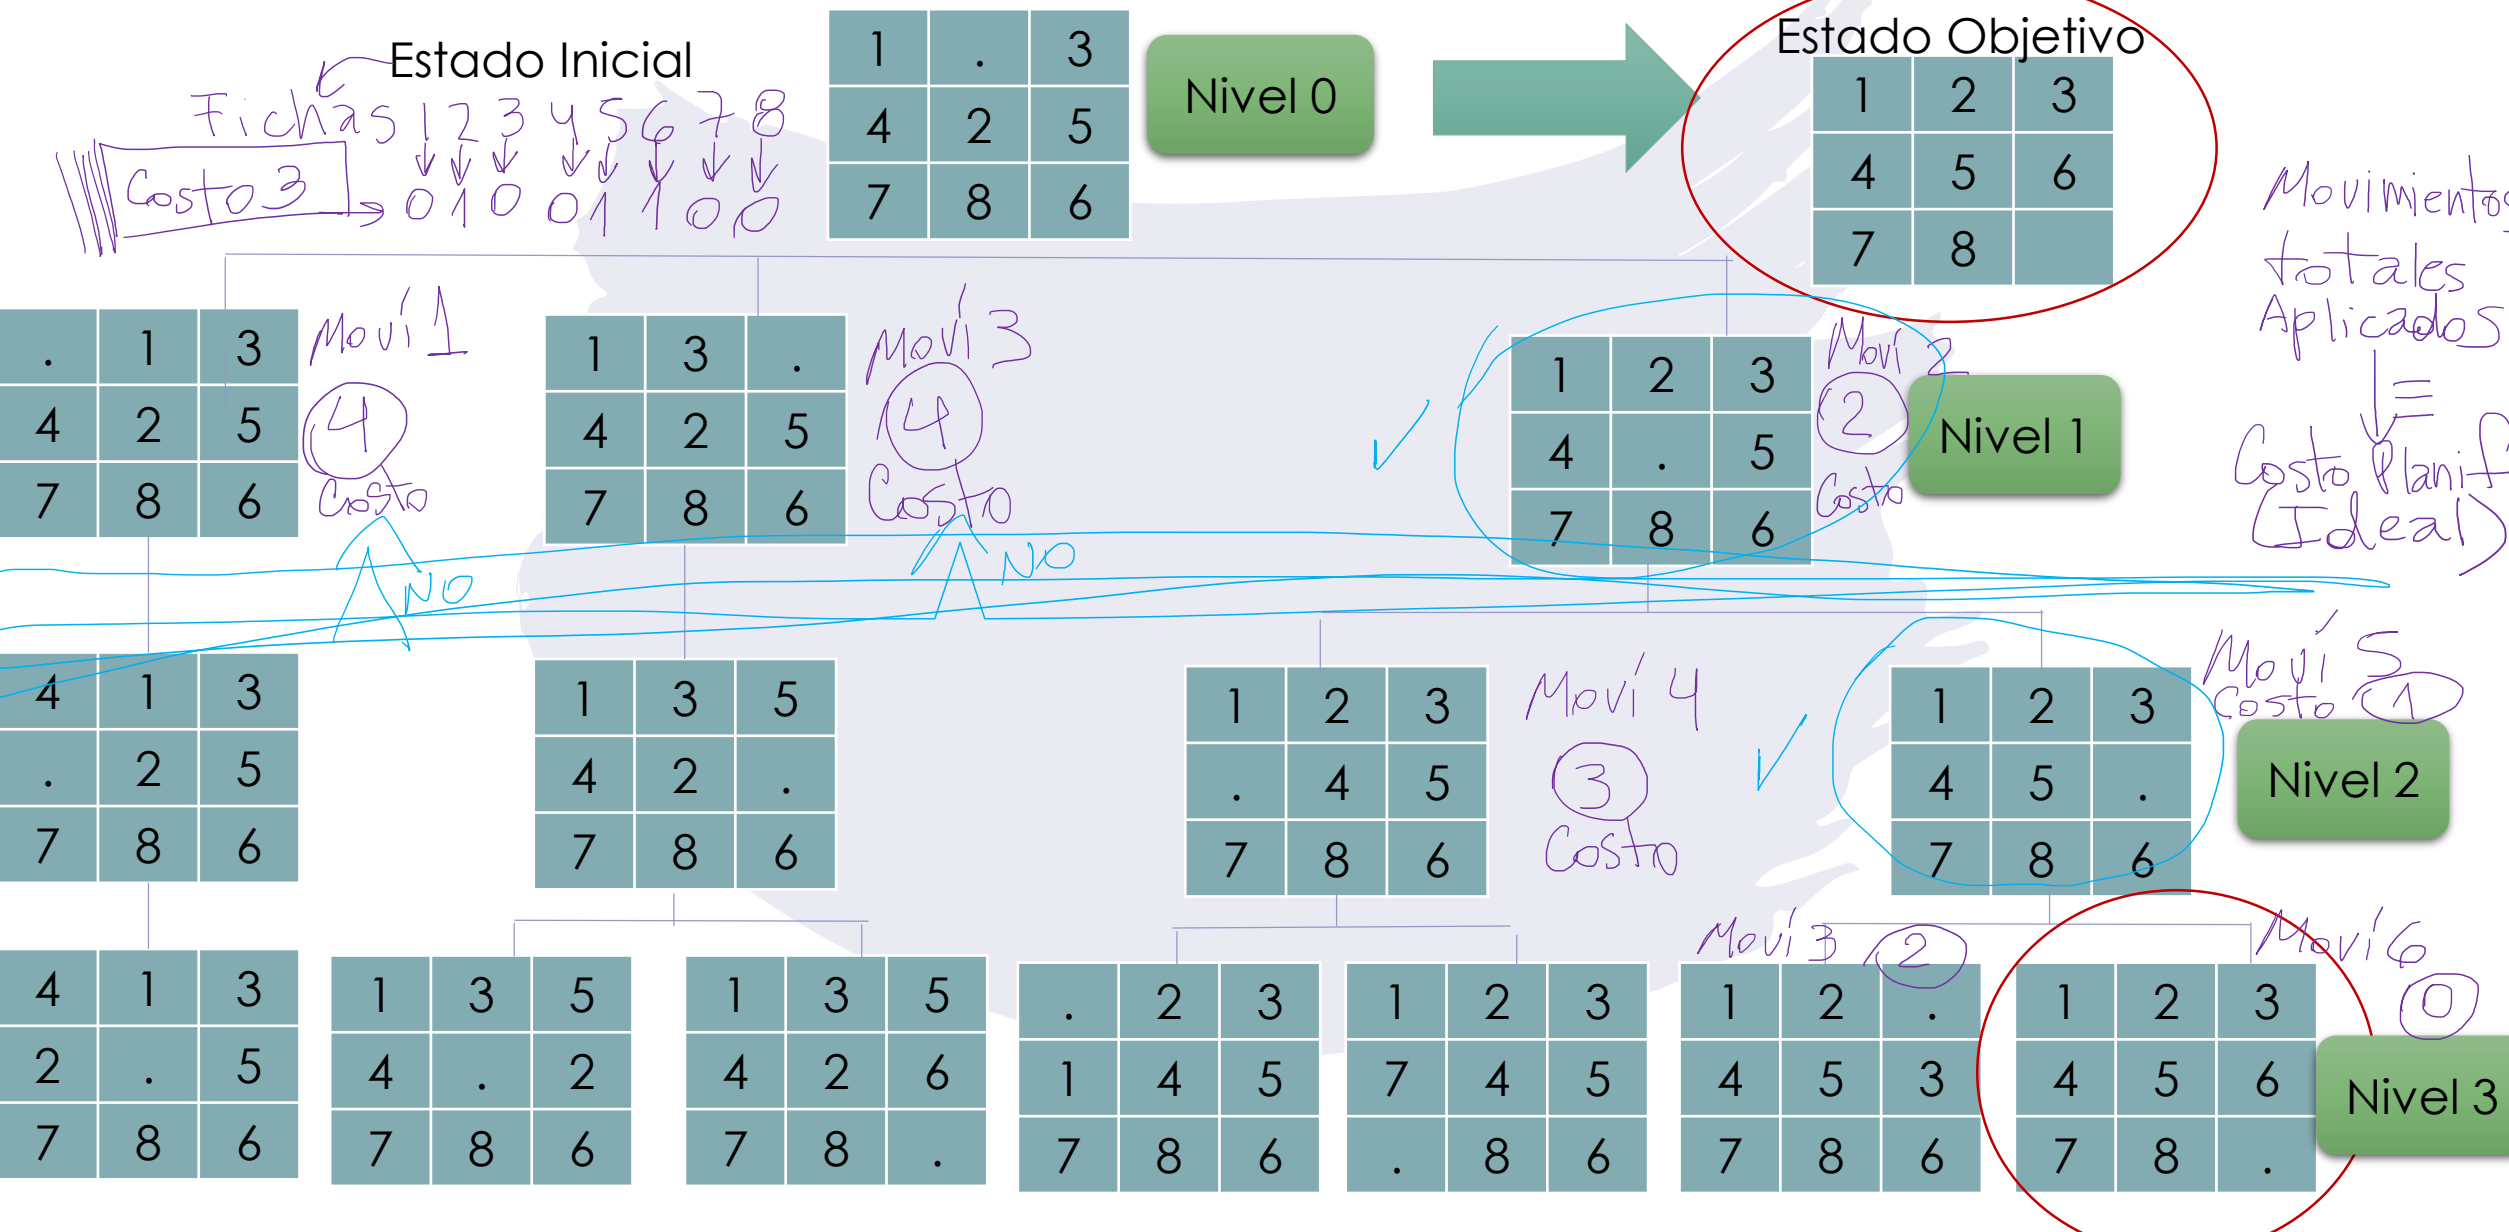 Estado Inicial
1 . 3
4 2 5
7 8 6
Nivel 0
Estado Objetivo
1 2 3
4 5 6
7 8
Fichas 1 2 3 4 5 6 7 8
Costo 3 0 1 0 0 1 1 0 0
Movimientos
totales
Aplicados
=
Costo Planif
(Ideal)
. 1 3
4 2 5
7 8 6
Movi 1
4
Costo
NO
1 3 .
4 2 5
7 8 6
Movi 3
4
Costo
NO
1 2 3
4 . 5
7 8 6
Movi 2
2
Costo
Nivel 1
4 1 3
. 2 5
7 8 6
1 3 5
4 2 .
7 8 6
1 2 3
. 4 5
7 8 6
Movi 4
3
Costo
1 2 3
4 5 .
7 8 6
Movi 5
Costo 1
Nivel 2
4 1 3
2 . 5
7 8 6
1 3 5
4 . 2
7 8 6
1 3 5
4 2 6
7 8 .
. 2 3
1 4 5
7 8 6
1 2 3
7 4 5
. 8 6
Movi 3 2
1 2 .
4 5 3
7 8 6
Movi 6
0
1 2 3
4 5 6
7 8 .
Nivel 3